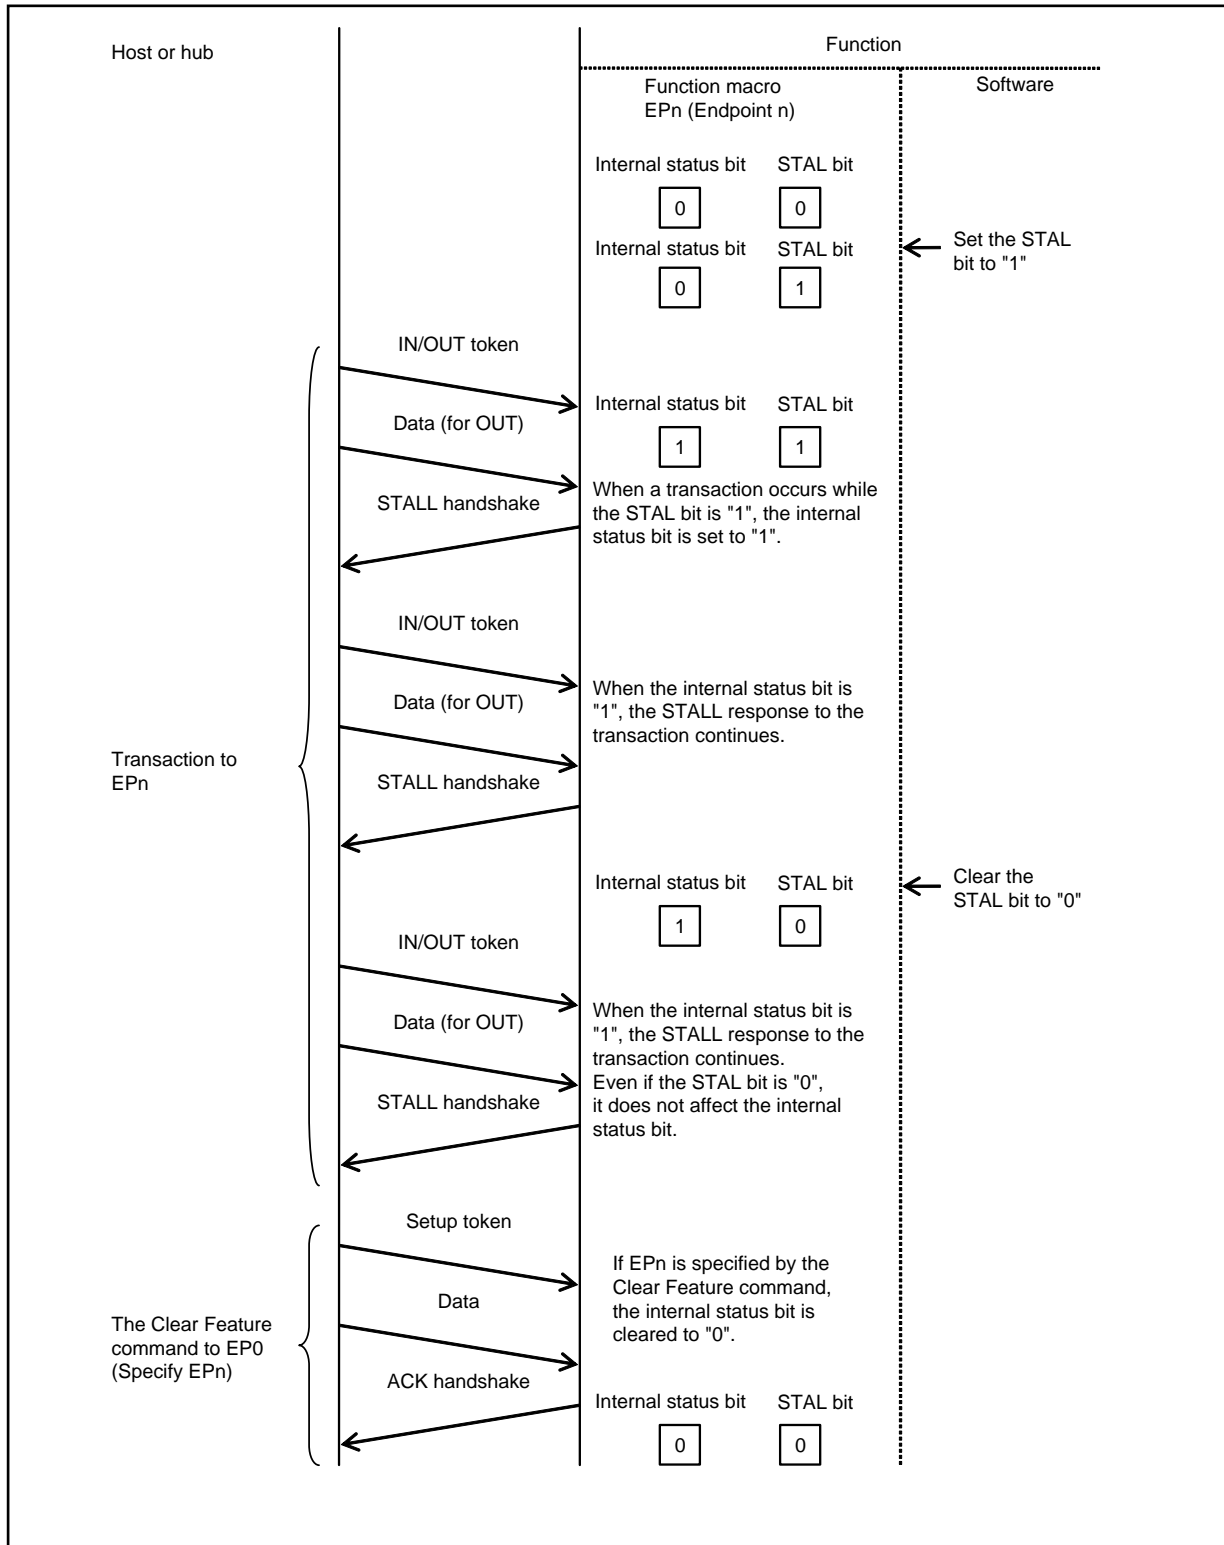 Host or hub
Function
Function macro
EPn (Endpoint n)
Software
Internal status bit STAL bit
0 0
Set the STAL
bit to "1"
Internal status bit STAL bit
0 1
IN/OUT token
Internal status bit STAL bit
Data (for OUT)
1 1
STALL handshake
When a transaction occurs while
the STAL bit is "1", the internal
status bit is set to "1".
IN/OUT token
Data (for OUT)
When the internal status bit is
"1", the STALL response to the
transaction continues.
Transaction to
EPn
STALL handshake
Internal status bit STAL bit
Clear the
STAL bit to "0"
1 0
IN/OUT token
Data (for OUT)
When the internal status bit is
"1", the STALL response to the
transaction continues.
Even if the STAL bit is "0",
it does not affect the internal
status bit.
STALL handshake
Setup token
If EPn is specified by the
Clear Feature command,
the internal status bit is
cleared to "0".
Data
The Clear Feature
command to EP0
(Specify EPn)
ACK handshake
Internal status bit STAL bit
0 0